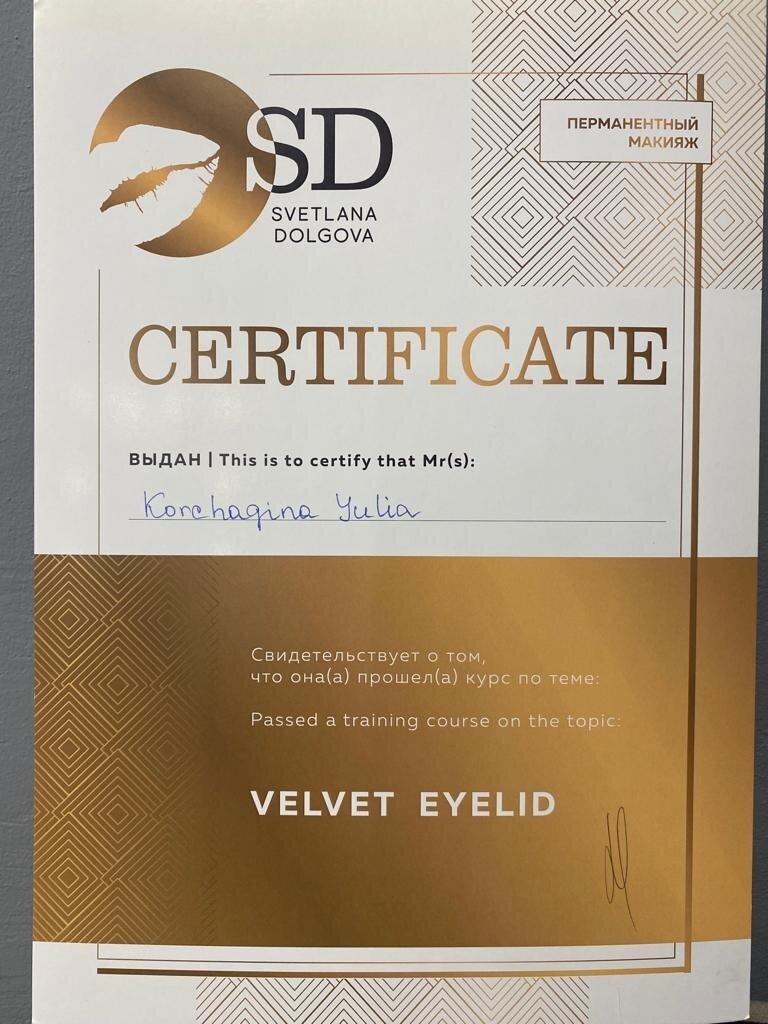 SD
SVETLANA
DOLGOVA
ПЕРМАНЕНТНЫЙ
МАКИЯЖ
CERTIFICATE
ВЫДАН | This is to certify that Mr(s):
Korchagina Yulia
Свидетельствует о том,
что она(а) прошел(а) курс по теме:
Passed a training course on the topic:
VELVET EYELID